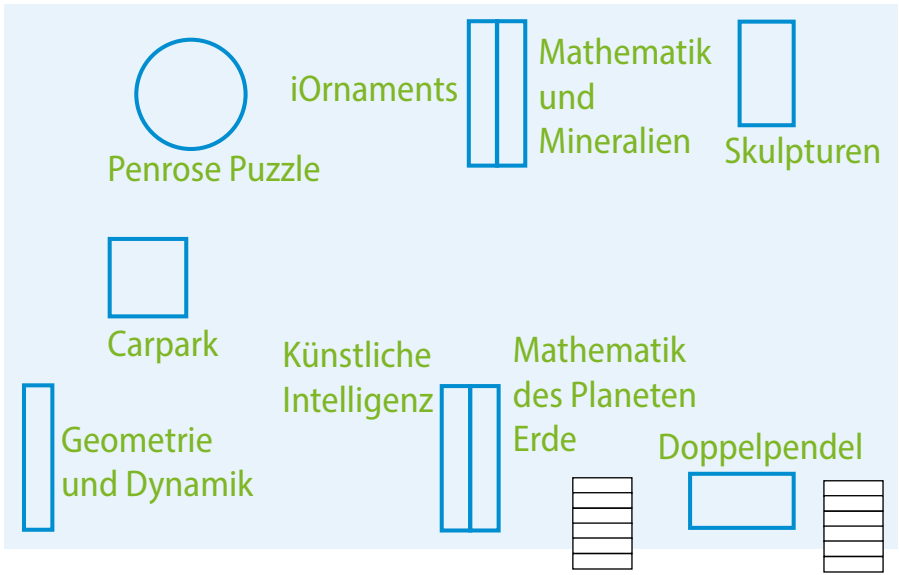 Penrose Puzzle
iOrnaments
Mathematik
und
Mineralien
Skulpturen
Carpark
Künstliche
Intelligenz
Mathematik
des Planeten
Erde
Geometrie
und Dynamik
Doppelpendel